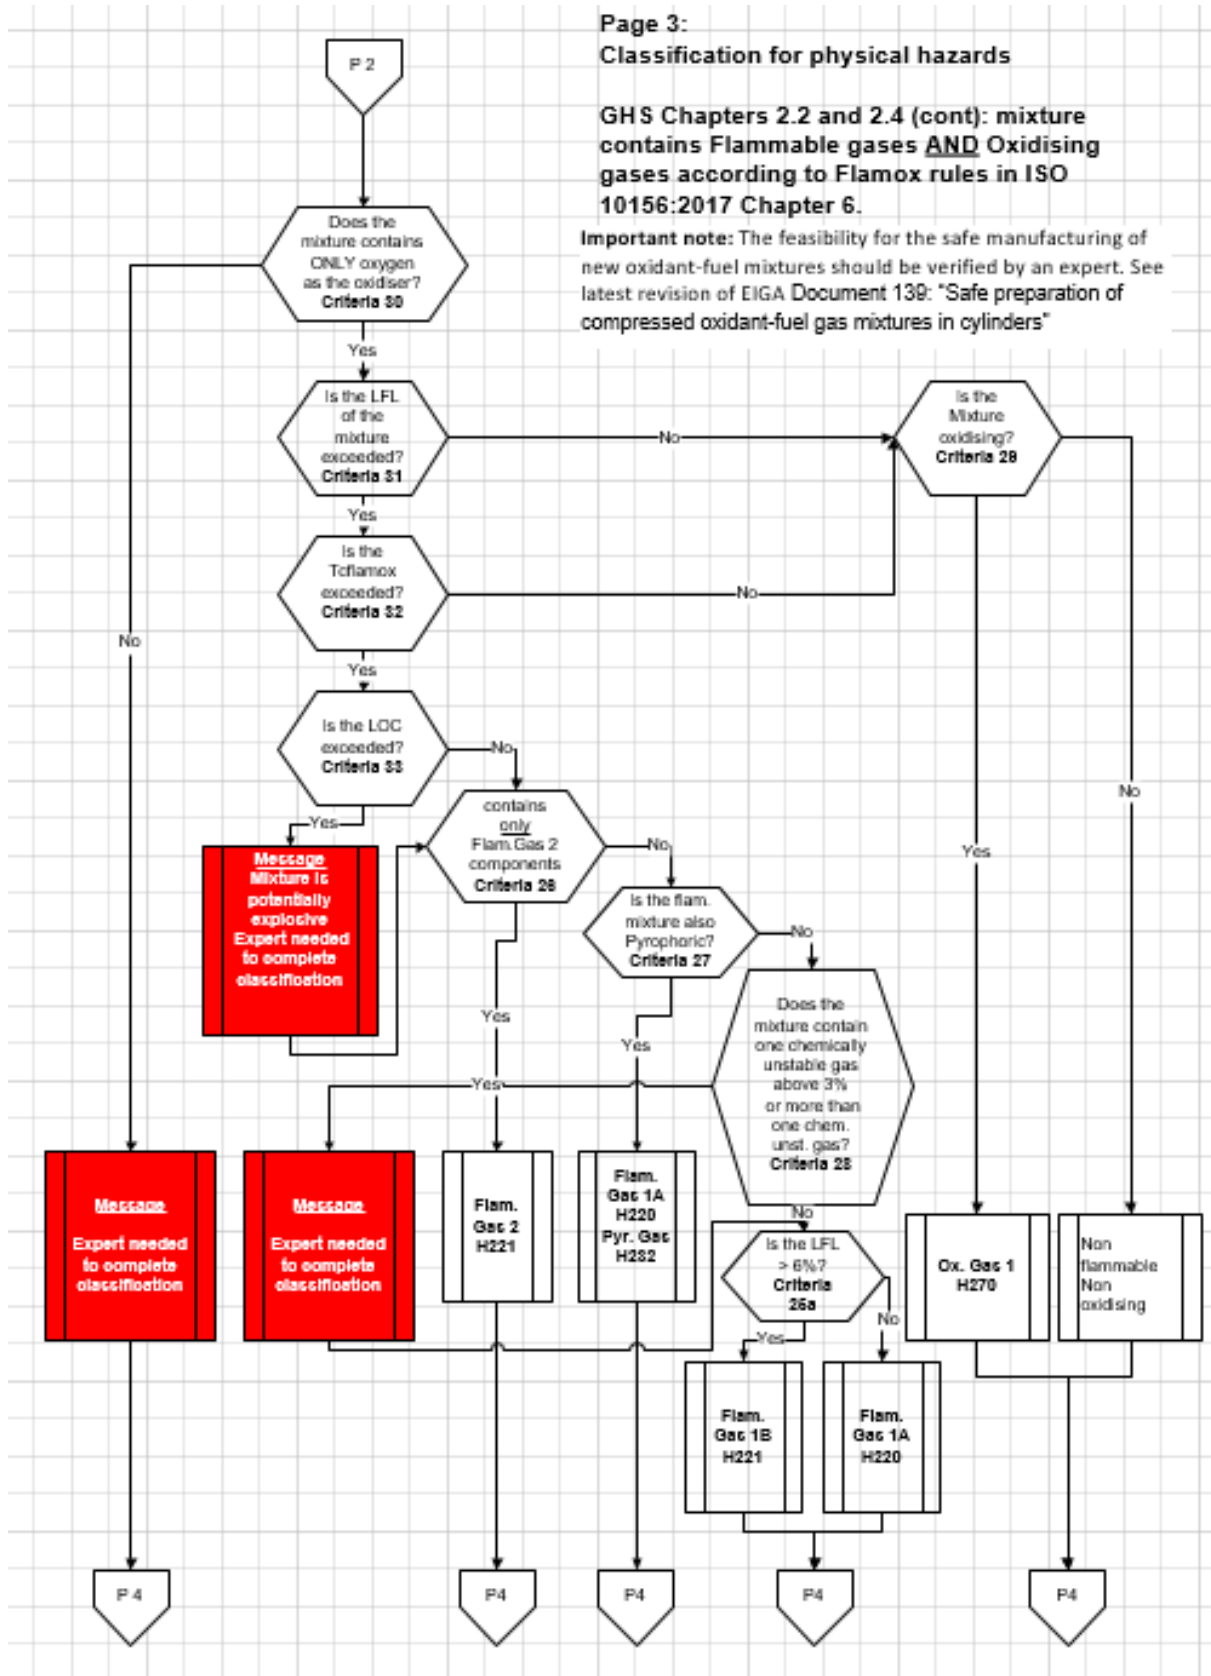 Page 3:
Classification for physical hazards
GHS Chapters 2.2 and 2.4 (cont): mixture
contains Flammable gases AND Oxidising
gases according to Flamox rules in ISO
10156:2017 Chapter 6.
Important note: The feasibility for the safe manufacturing of
new oxidant-fuel mixtures should be verified by an expert. See
latest revision of EIGA Document 139: "Safe preparation of
compressed oxidant-fuel gas mixtures in cylinders"
P 2
Does the
mixture contains
ONLY oxygen
as the oxidiser?
Criteria 30
Yes
No
Is the LFL
of the
mixture
exceeded?
Criteria 31
No
Yes
Is the
Mixture
oxidising?
Criteria 29
Is the
Tcflamox
exceeded?
Criteria 32
No
Yes
Is the LOC
exceeded?
Criteria 33
No
Yes
Message
Mixture is
potentially
explosive
Expert needed
to complete
classification
contains
only
Flam.Gas 2
components
Criteria 26
No
Yes
Is the flam.
mixture also
Pyrophoric?
Criteria 27
No
Yes
Does the
mixture contain
one chemically
unstable gas
above 3%
or more than
one chem.
unst. gas?
Criteria 28
Yes
No
Yes
No
Message
Expert needed
to complete
classification
Message
Expert needed
to complete
classification
Flam.
Gas 2
H221
Flam.
Gas 1A
H220
Pyr. Gas
H232
Is the LFL
> 6%?
Criteria
26a
Yes
No
Ox. Gas 1
H270
Non
flammable
Non
oxidising
Flam.
Gas 1B
H221
Flam.
Gas 1A
H220
P 4
P4
P4
P4
P4